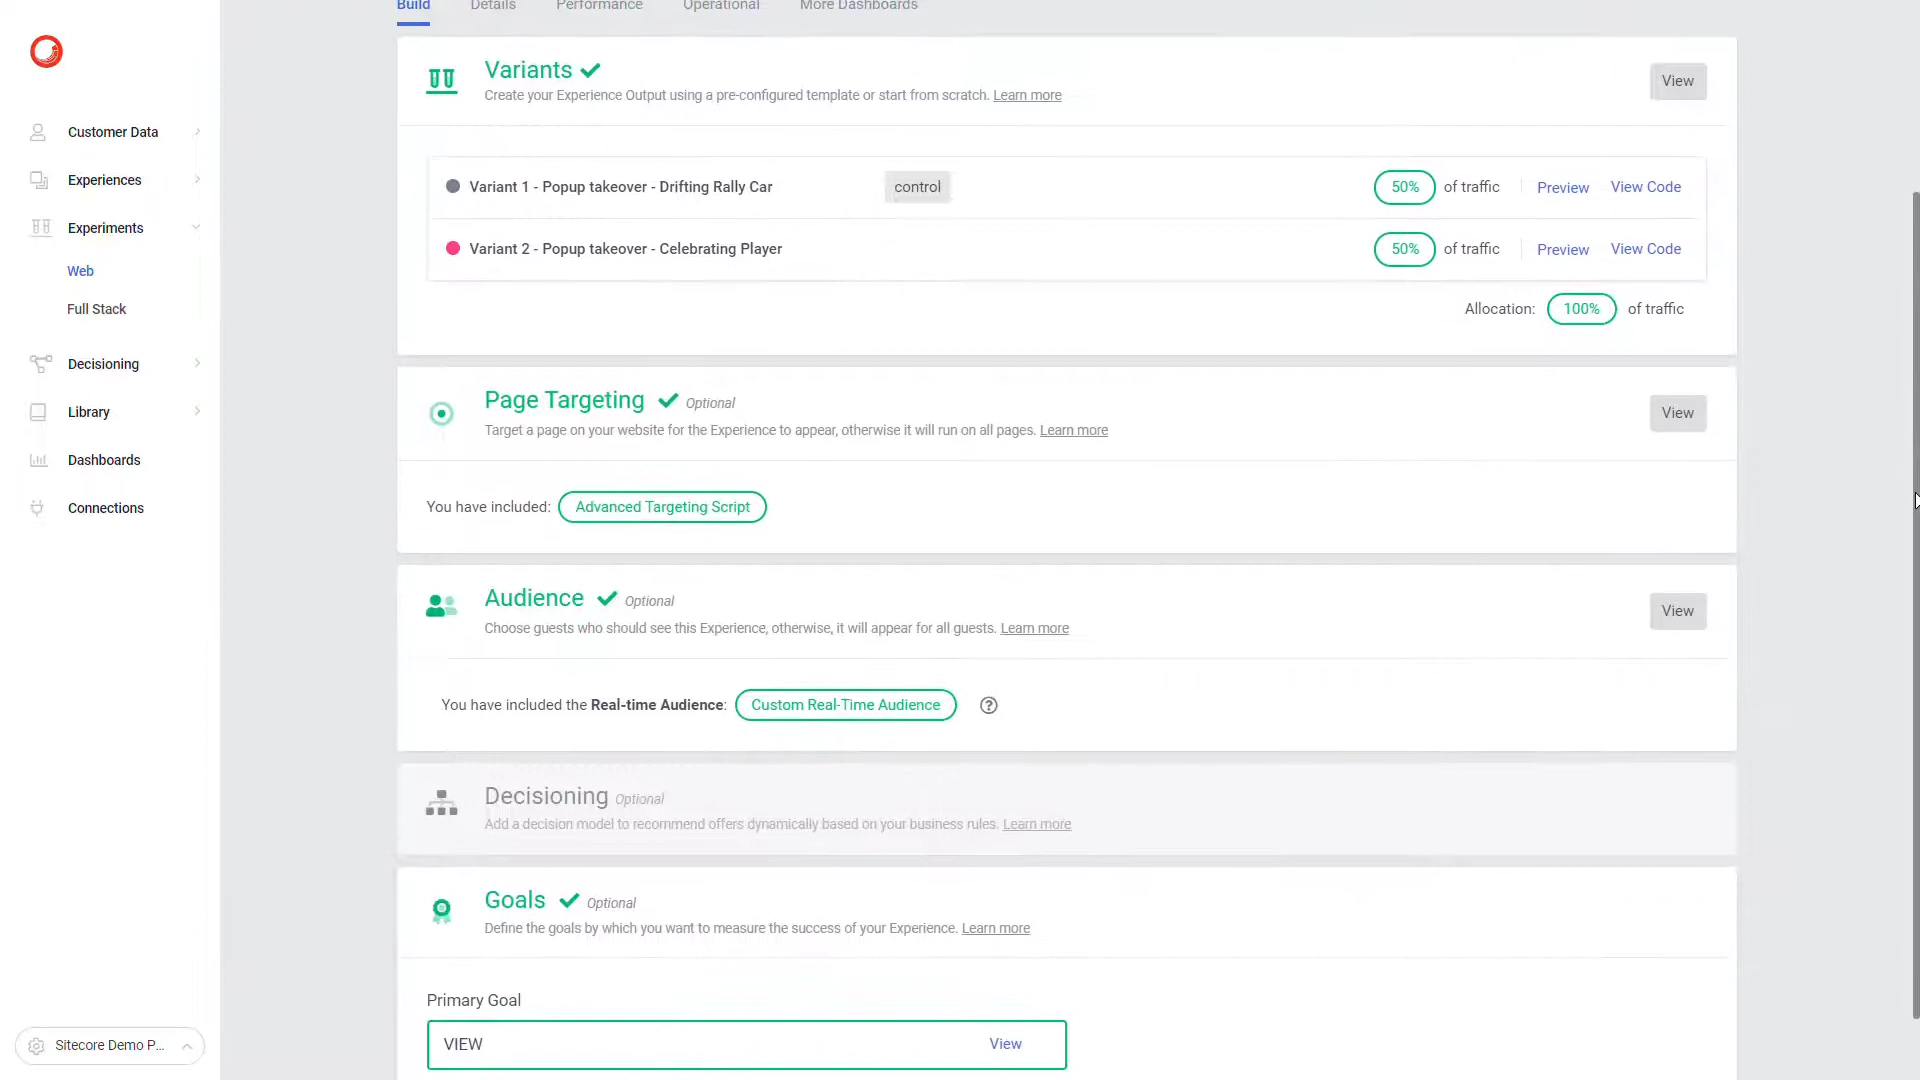 Build Details Performance Operational More Dashboards
Variants
Create your Experience Output using a pre-configured template or start from scratch. Learn more
View
Customer Data
Experiences
Experiments
Web
Full Stack
Decisioning
Library
Dashboards
Connections
Variant 1 - Popup takeover - Drifting Rally Car control 50% of traffic Preview View Code
Variant 2 - Popup takeover - Celebrating Player 50% of traffic Preview View Code
Allocation: 100% of traffic
Page Targeting Optional
Target a page on your website for the Experience to appear, otherwise it will run on all pages. Learn more
View
You have included: Advanced Targeting Script
Audience Optional
Choose guests who should see this Experience, otherwise, it will appear for all guests. Learn more
View
You have included the Real-time Audience: Custom Real-Time Audience ?
Decisioning Optional
Add a decision model to recommend offers dynamically based on your business rules. Learn more
Goals Optional
Define the goals by which you want to measure the success of your Experience. Learn more
Primary Goal
VIEW View
Sitecore Demo P...